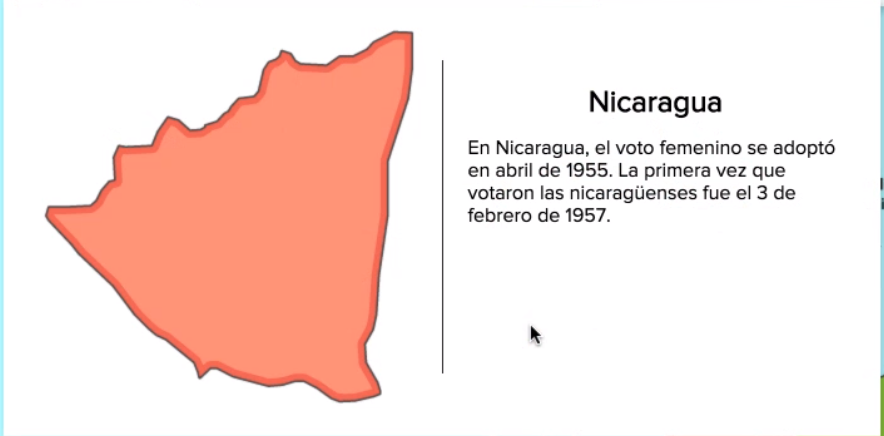 Nicaragua
En Nicaragua, el voto femenino se adoptó
en abril de 1955. La primera vez que
votaron las nicaragüenses fue el 3 de
febrero de 1957.